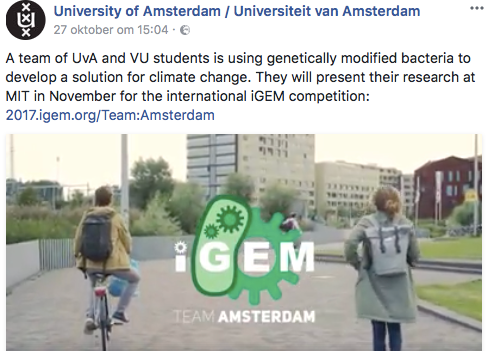 University of Amsterdam / Universiteit van Amsterdam
27 oktober om 15:04 ·
A team of UvA and VU students is using genetically modified bacteria to
develop a solution for climate change. They will present their research at
MIT in November for the international iGEM competition:
2017.igem.org/Team:Amsterdam
iGEM
TEAM AMSTERDAM